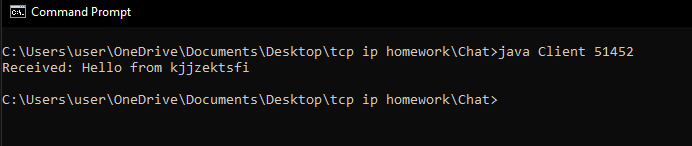 Command Prompt
C:\Users\user\OneDrive\Documents\Desktop\tcp ip homework\Chat>java Client 51452
Received: Hello from kjjzektsfi
C:\Users\user\OneDrive\Documents\Desktop\tcp ip homework\Chat>